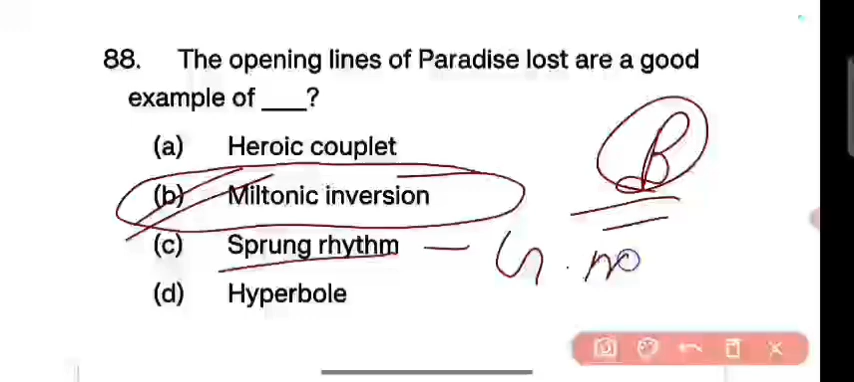 88. The opening lines of Paradise lost are a good
example of ___?
(a) Heroic couplet
B
(b) Miltonic inversion
(c) Sprung rhythm —
(d) Hyperbole